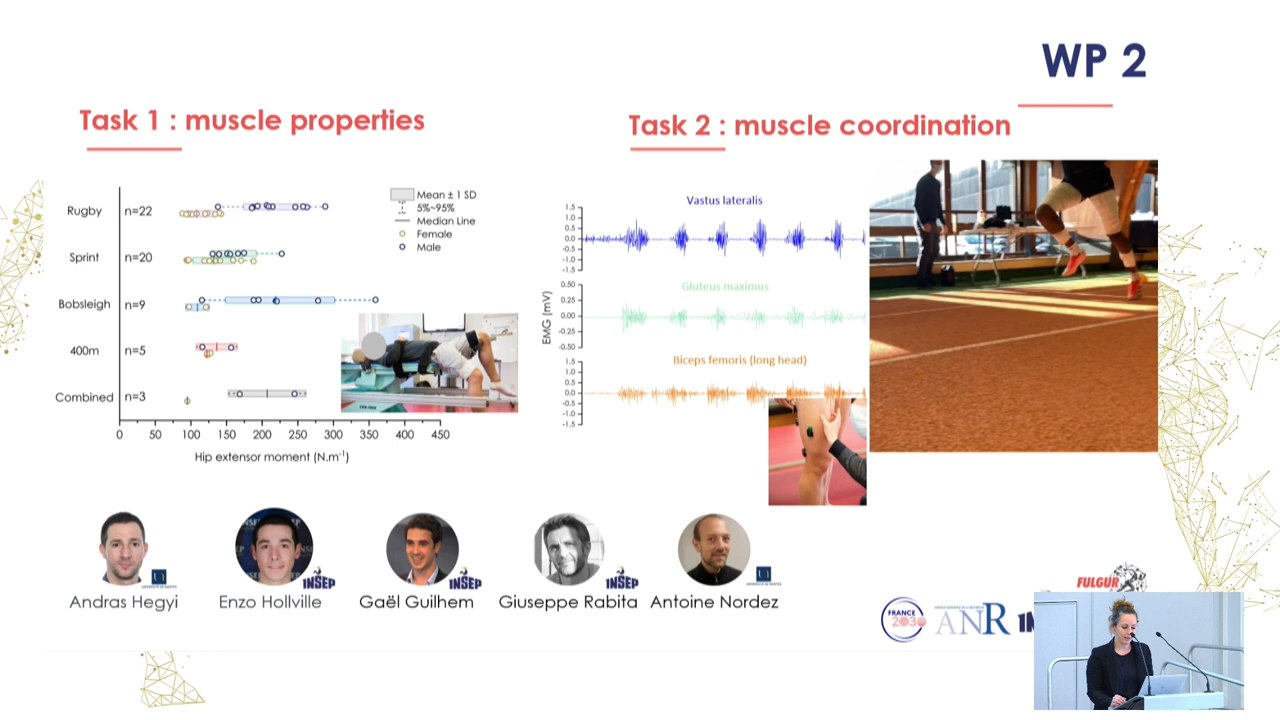 WP 2
Task 1 : muscle properties
Rugby n=22
Sprint n=20
Bobsleigh n=9
400m n=5
Combined n=3
Mean ± 1 SD
5%~95%
Median Line
Female
Male
0 50 100 150 200 250 300 350 400 450
Hip extensor moment (N.m⁻¹)
Task 2 : muscle coordination
Vastus lateralis
1.5
1.0
0.5
0.0
-0.5
-1.0
-1.5
Gluteus maximus
EMG (mV)
0.50
0.25
0.00
-0.25
-0.50
Biceps femoris (long head)
1.5
1.0
0.5
0.0
-0.5
-1.0
-1.5
INSEP
INSEP
INSEP
Andras Hegyi
Enzo Hollville
Gaël Guilhem
Giuseppe Rabita
Antoine Nordez
FULGUR
FRANCE
2030
ANR
IN